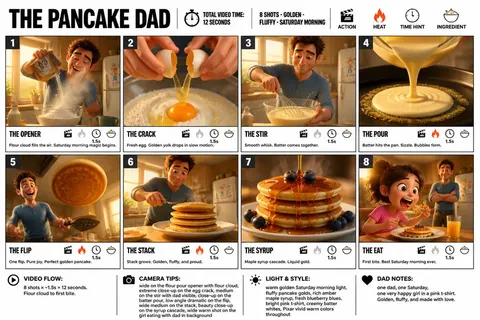 THE PANCAKE DAD
TOTAL VIDEO TIME:
12 SECONDS
8 SHOTS - GOLDEN -
FLUFFY - SATURDAY MORNING
ACTION
HEAT
TIME HINT
INGREDIENT
1
2
3
4
THE OPENER
1.5s
Flour cloud fills the air. Saturday morning magic begins.
THE CRACK
1.5s
Fresh egg. Golden yolk drops in slow motion.
THE STIR
1.5s
Smooth whisk. Batter comes together.
THE POUR
1.5s
Batter hits the pan. Sizzle. Bubbles form.
5
6
7
8
THE FLIP
1.5s
One flip. Pure joy. Perfect golden pancake.
THE STACK
1.5s
Stack grows. Golden, fluffy, and proud.
THE SYRUP
1.5s
Maple syrup cascade. Liquid gold.
THE EAT
1.5s
First bite. Best Saturday morning ever.
VIDEO FLOW:
8 shots × ~1.5s = 12 seconds.
Flour cloud to first bite.
CAMERA TIPS:
wide on the flour pour opener with flour cloud,
extreme close-up on the egg crack, medium
on the stir with dad visible, close-up on the
batter pour, low angle dramatic on the flip,
medium wide on the stack, beauty close-up
on the syrup cascade, wide warm shot on the
girl eating with dad in background
LIGHT & STYLE:
warm golden Saturday morning light,
fluffy pancake golds, rich amber
maple syrup, fresh blueberry blues,
bright pink t-shirt, creamy batter
whites, Pixar vivid warm colors
throughout
DAD NOTES:
one dad, one Saturday,
one very happy girl in a pink t-shirt.
Golden, fluffy, and made with love.